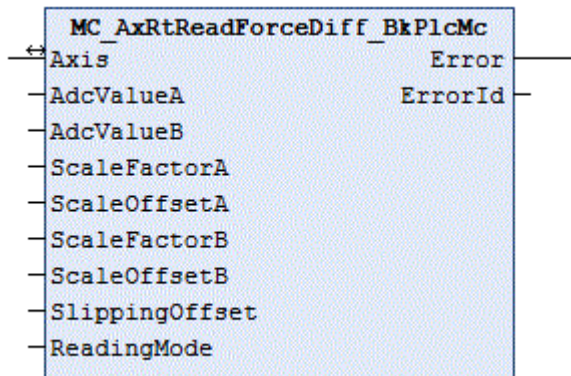 MC_AxRtReadForceDiff_BkPlcMc
Axis Error
AdcValueA ErrorId
AdcValueB
ScaleFactorA
ScaleOffsetA
ScaleFactorB
ScaleOffsetB
SlippingOffset
ReadingMode